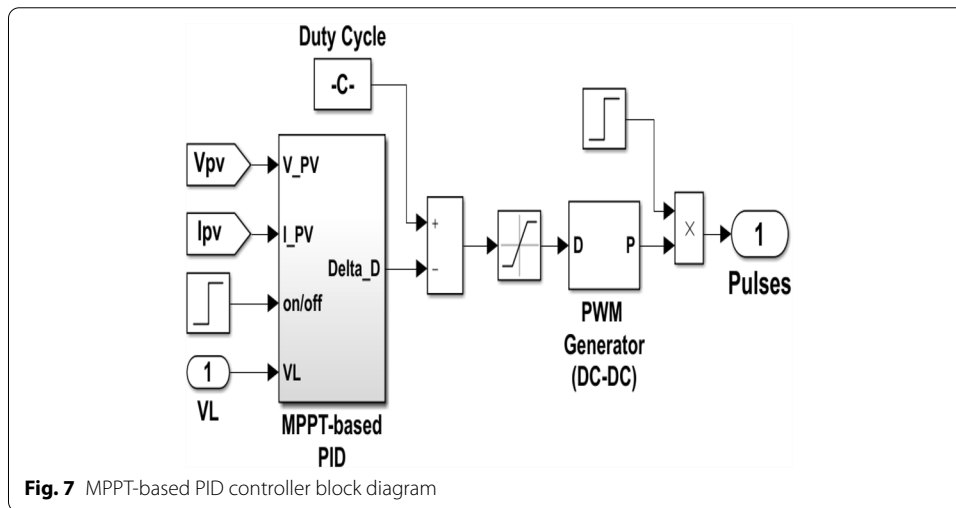 Duty Cycle
-C-
Vpv
V_PV
Ipv
I_PV
Delta_D
on/off
1
VL
VL
MPPT-based
PID
+
−
D
P
PWM
Generator
(DC-DC)
×
1
Pulses
Fig. 7 MPPT-based PID controller block diagram